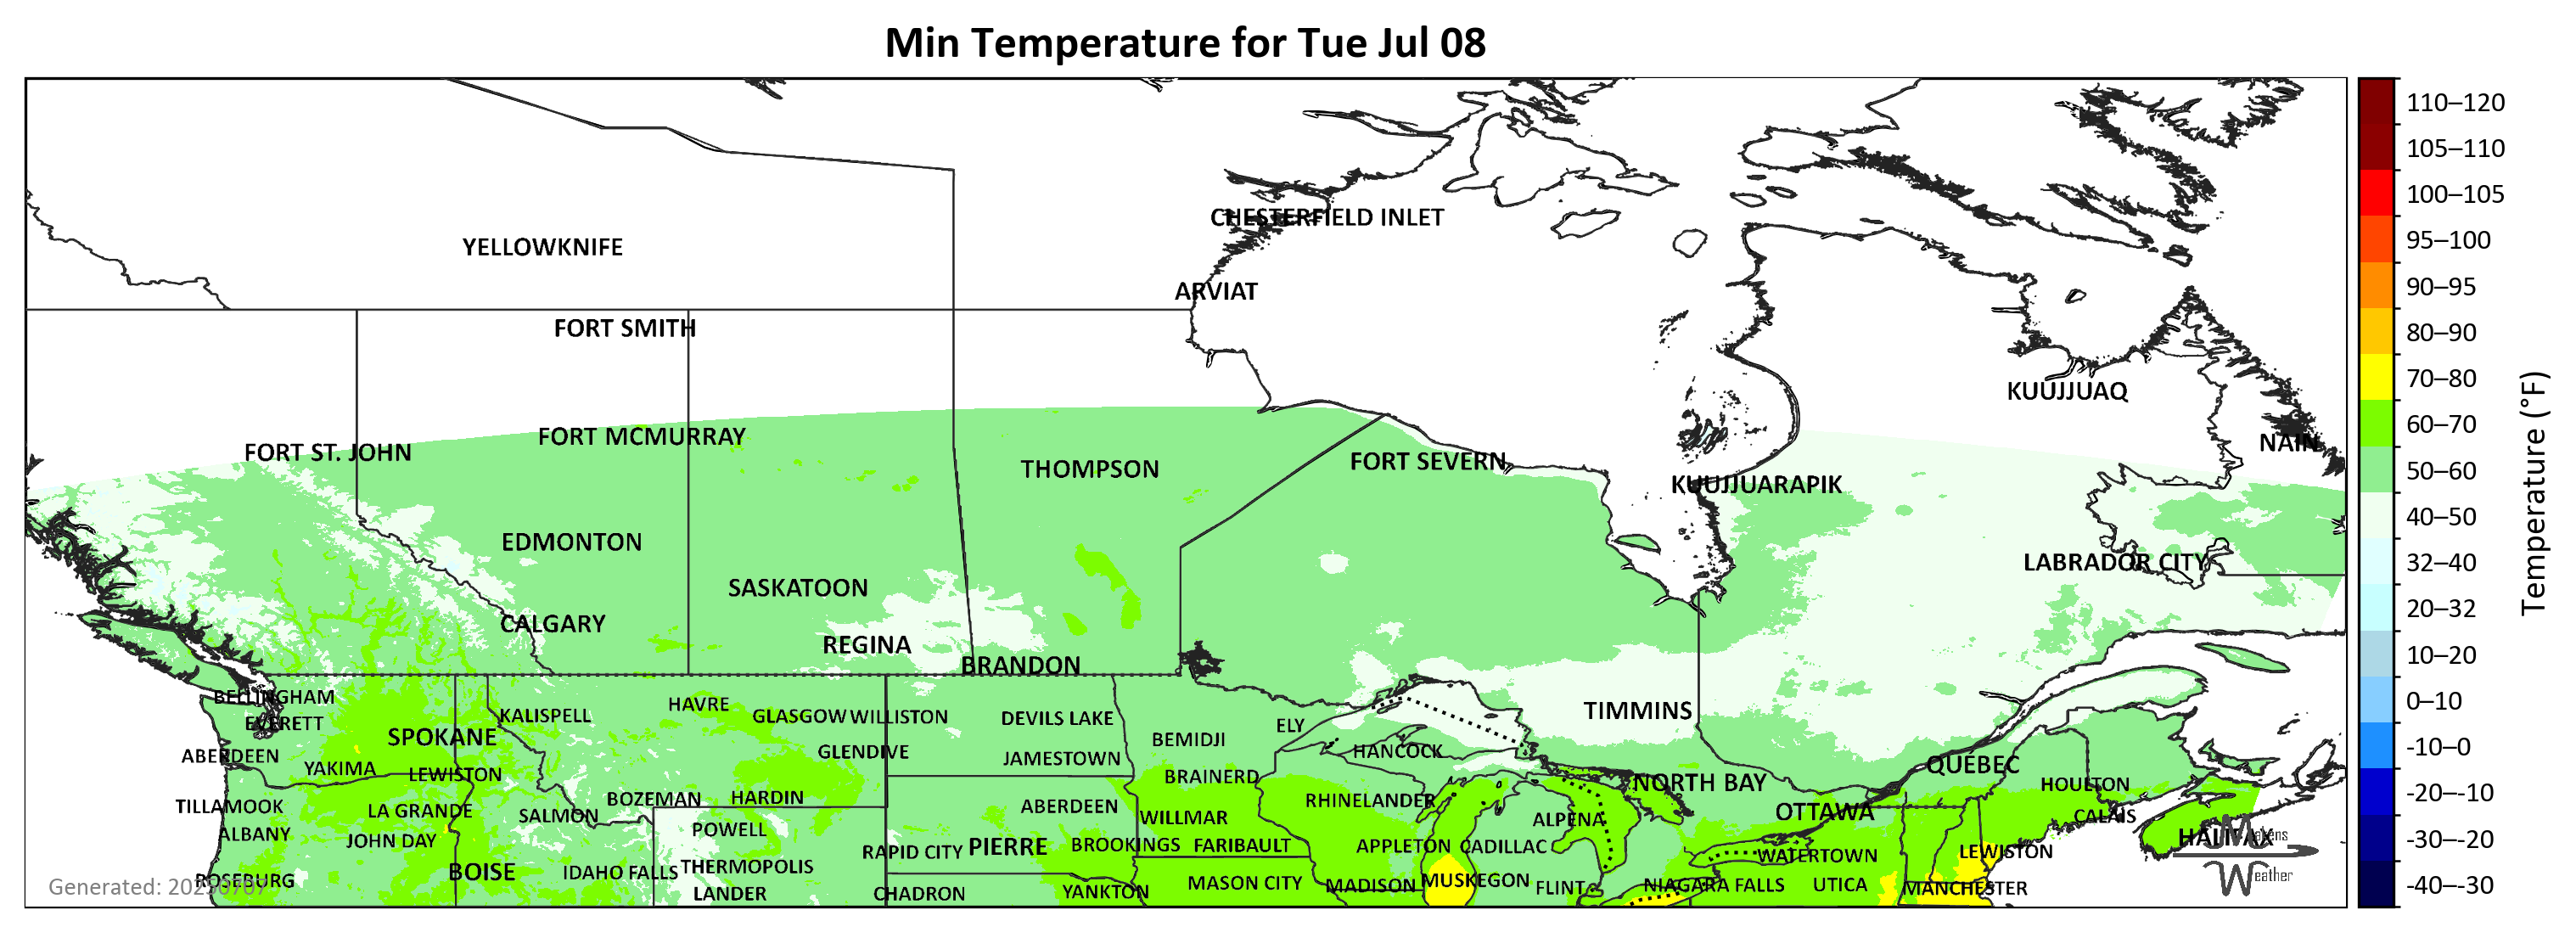 Min Temperature for Tue Jul 08
CHESTERFIELD INLET
YELLOWKNIFE
ARVIAT
FORT SMITH
KUUJJUAQ
FORT MCMURRAY
FORT ST. JOHN
NAIN
THOMPSON
FORT SEVERN
KUUJJUARAPIK
EDMONTON
LABRADOR CITY
SASKATOON
CALGARY
REGINA
BRANDON
BELLINGHAM
HAVRE
EVERETT
KALISPELL
GLASGOW
WILLISTON
DEVILS LAKE
ELY
TIMMINS
SPOKANE
ABERDEEN
GLENDIVE
JAMESTOWN
BEMIDJI
HANCOCK
QUÉBEC
YAKIMA
LEWISTON
BRAINERD
NORTH BAY
HOULTON
TILLAMOOK
LA GRANDE
SALMON
BOZEMAN
HARDIN
ABERDEEN
WILLMAR
RHINELANDER
ALPENA
OTTAWA
CALAIS
ALBANY
JOHN DAY
POWELL
RAPID CITY
PIERRE
BROOKINGS
FARIBAULT
APPLETON
CADILLAC
WATERTOWN
LEWISTON
HALIFAX
ROSEBURG
BOISE
IDAHO FALLS
THERMOPOLIS
LANDER
CHADRON
YANKTON
MASON CITY
MADISON
MUSKEGON
FLINT
NIAGARA FALLS
UTICA
MANCHESTER
Generated: 20250707
Makens
Weather
110–120
105–110
100–105
95–100
90–95
80–90
70–80
60–70
50–60
40–50
32–40
20–32
10–20
0–10
-10–0
-20–-10
-30–-20
-40–-30
Temperature (°F)